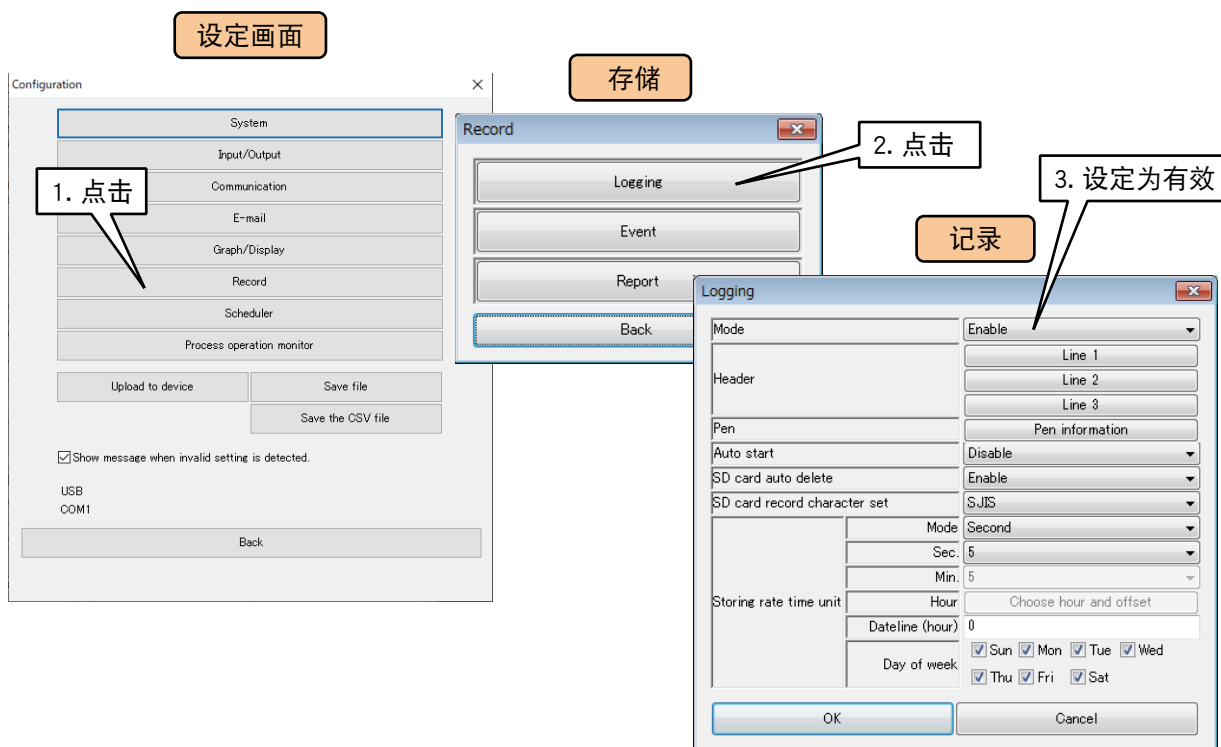 设定画面
Configuration
System
Input/Output
Communication
E-mail
Graph/Display
Record
Scheduler
Process operation monitor
Upload to device
Save file
Save the CSV file
Show message when invalid setting is detected.
USB
COM1
Back
1. 点击
存储
Record
Logging
Event
Report
Back
2. 点击
3. 设定为有效
记录
Logging
Mode
Enable
Header
Line 1
Line 2
Line 3
Pen
Pen information
Auto start
Disable
SD card auto delete
Enable
SD card record character set
SJIS
Storing rate time unit
Mode
Second
Sec.
5
Min.
5
Hour
Choose hour and offset
Dateline (hour)
0
Day of week
Sun Mon Tue Wed
Thu Fri Sat
OK
Cancel